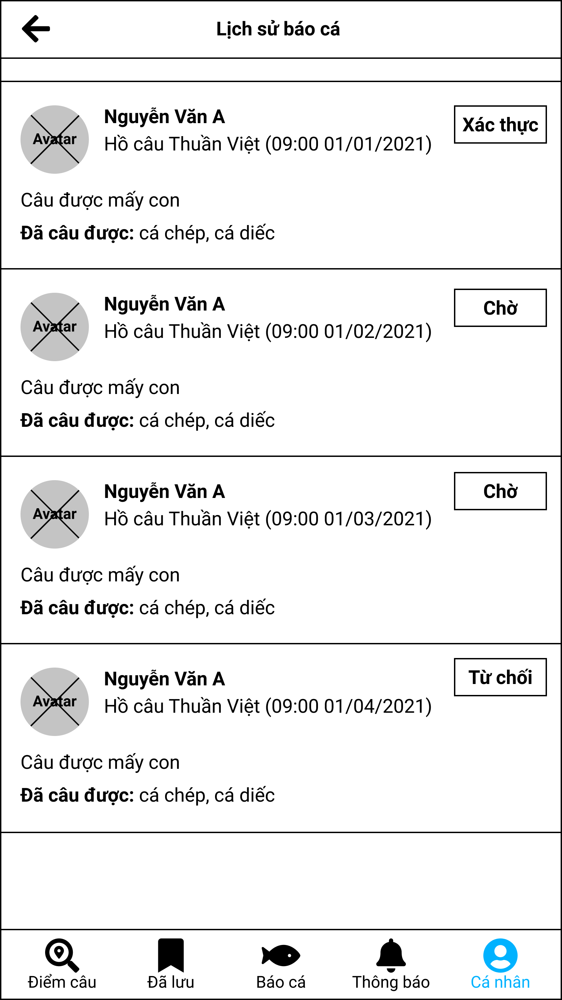 Lịch sử báo cá
Nguyễn Văn A
Xác thực
Avatar
Hồ câu Thuần Việt (09:00 01/01/2021)
Câu được mấy con
Đã câu được: cá chép, cá diếc
Nguyễn Văn A
Chờ
Avatar
Hồ câu Thuần Việt (09:00 01/02/2021)
Câu được mấy con
Đã câu được: cá chép, cá diếc
Nguyễn Văn A
Chờ
Avatar
Hồ câu Thuần Việt (09:00 01/03/2021)
Câu được mấy con
Đã câu được: cá chép, cá diếc
Nguyễn Văn A
Từ chối
Avatar
Hồ câu Thuần Việt (09:00 01/04/2021)
Câu được mấy con
Đã câu được: cá chép, cá diếc
Điểm câu
Đã lưu
Báo cá
Thông báo
Cá nhân